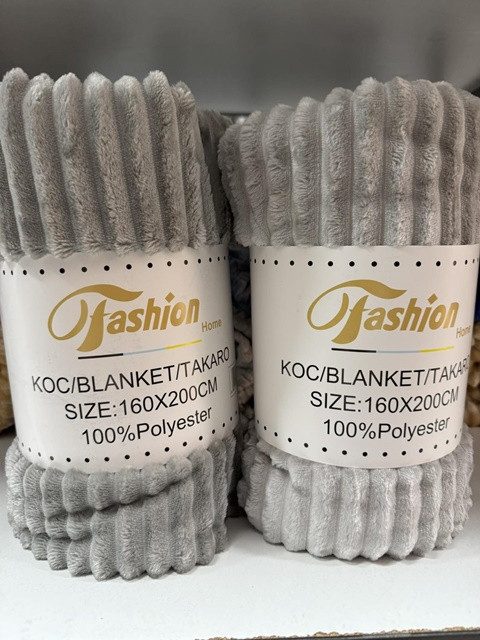 Fashion
Home
KOC/BLANKET/TAKARO
SIZE:160X200CM
100%Polyester
Fashion
Home
KOC/BLANKET/TAKARO
SIZE:160X200CM
100%Polyester